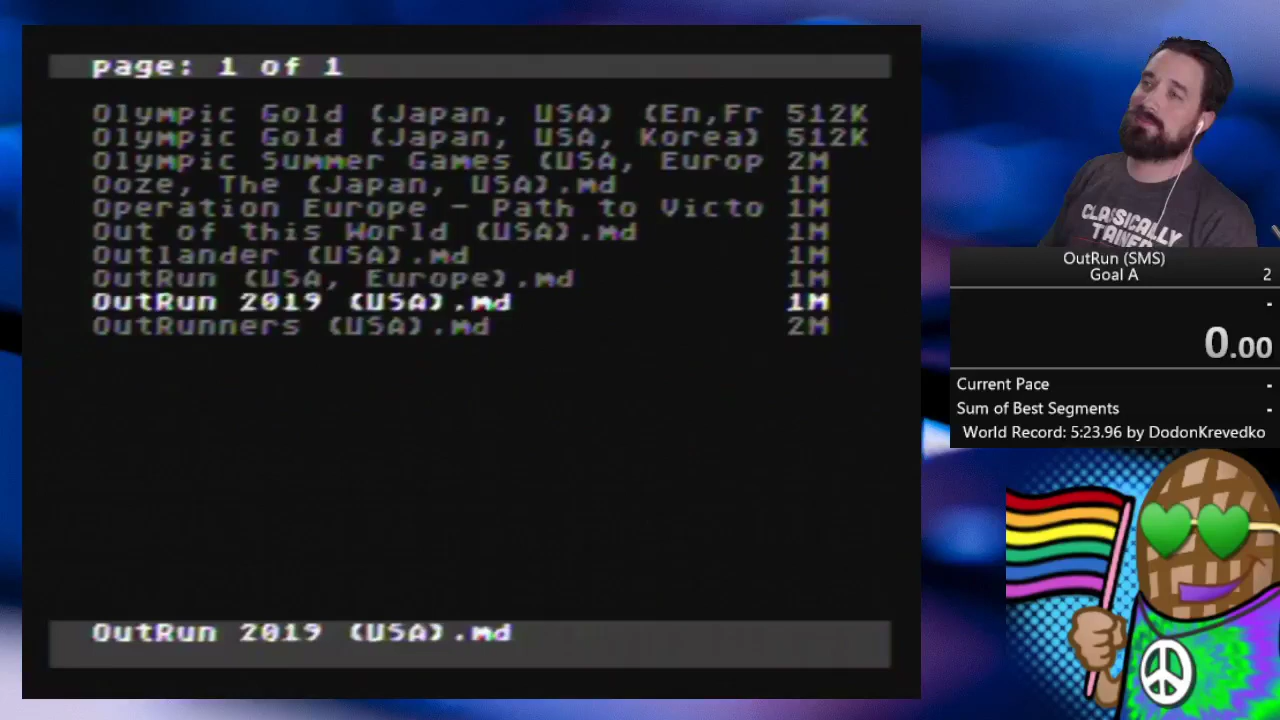 page: 1 of 1
Olympic Gold (Japan, USA) (En,Fr 512K
Olympic Gold (Japan, USA, Korea) 512K
Olympic Summer Games (USA, Europ 2M
Ooze, The (Japan, USA).md 1M
Operation Europe - Path to Victo 1M
Out of this World (USA).md 1M
Outlander (USA).md 1M
OutRun (USA, Europe).md 1M
OutRun 2019 (USA).md 1M
OutRunners (USA).md 2M
OutRun 2019 (USA).md
CLASSICALLY
TAINED
OutRun (SMS)
Goal A 2
-
0.00
Current Pace -
Sum of Best Segments -
World Record: 5:23.96 by DodonKrevedko